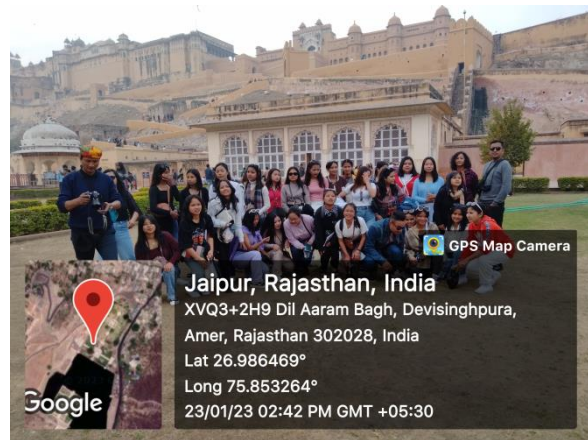 GPS Map Camera
Jaipur, Rajasthan, India
XVQ3+2H9 Dil Aaram Bagh, Devisinghpura,
Amer, Rajasthan 302028, India
Lat 26.986469°
Long 75.853264°
23/01/23 02:42 PM GMT +05:30
Google